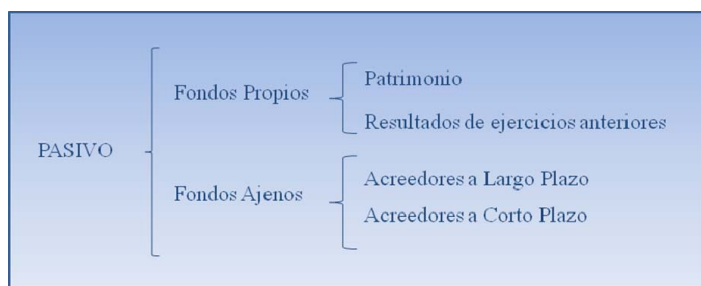 PASIVO
Fondos Propios
Patrimonio
Resultados de ejercicios anteriores
Fondos Ajenos
Acreedores a Largo Plazo
Acreedores a Corto Plazo